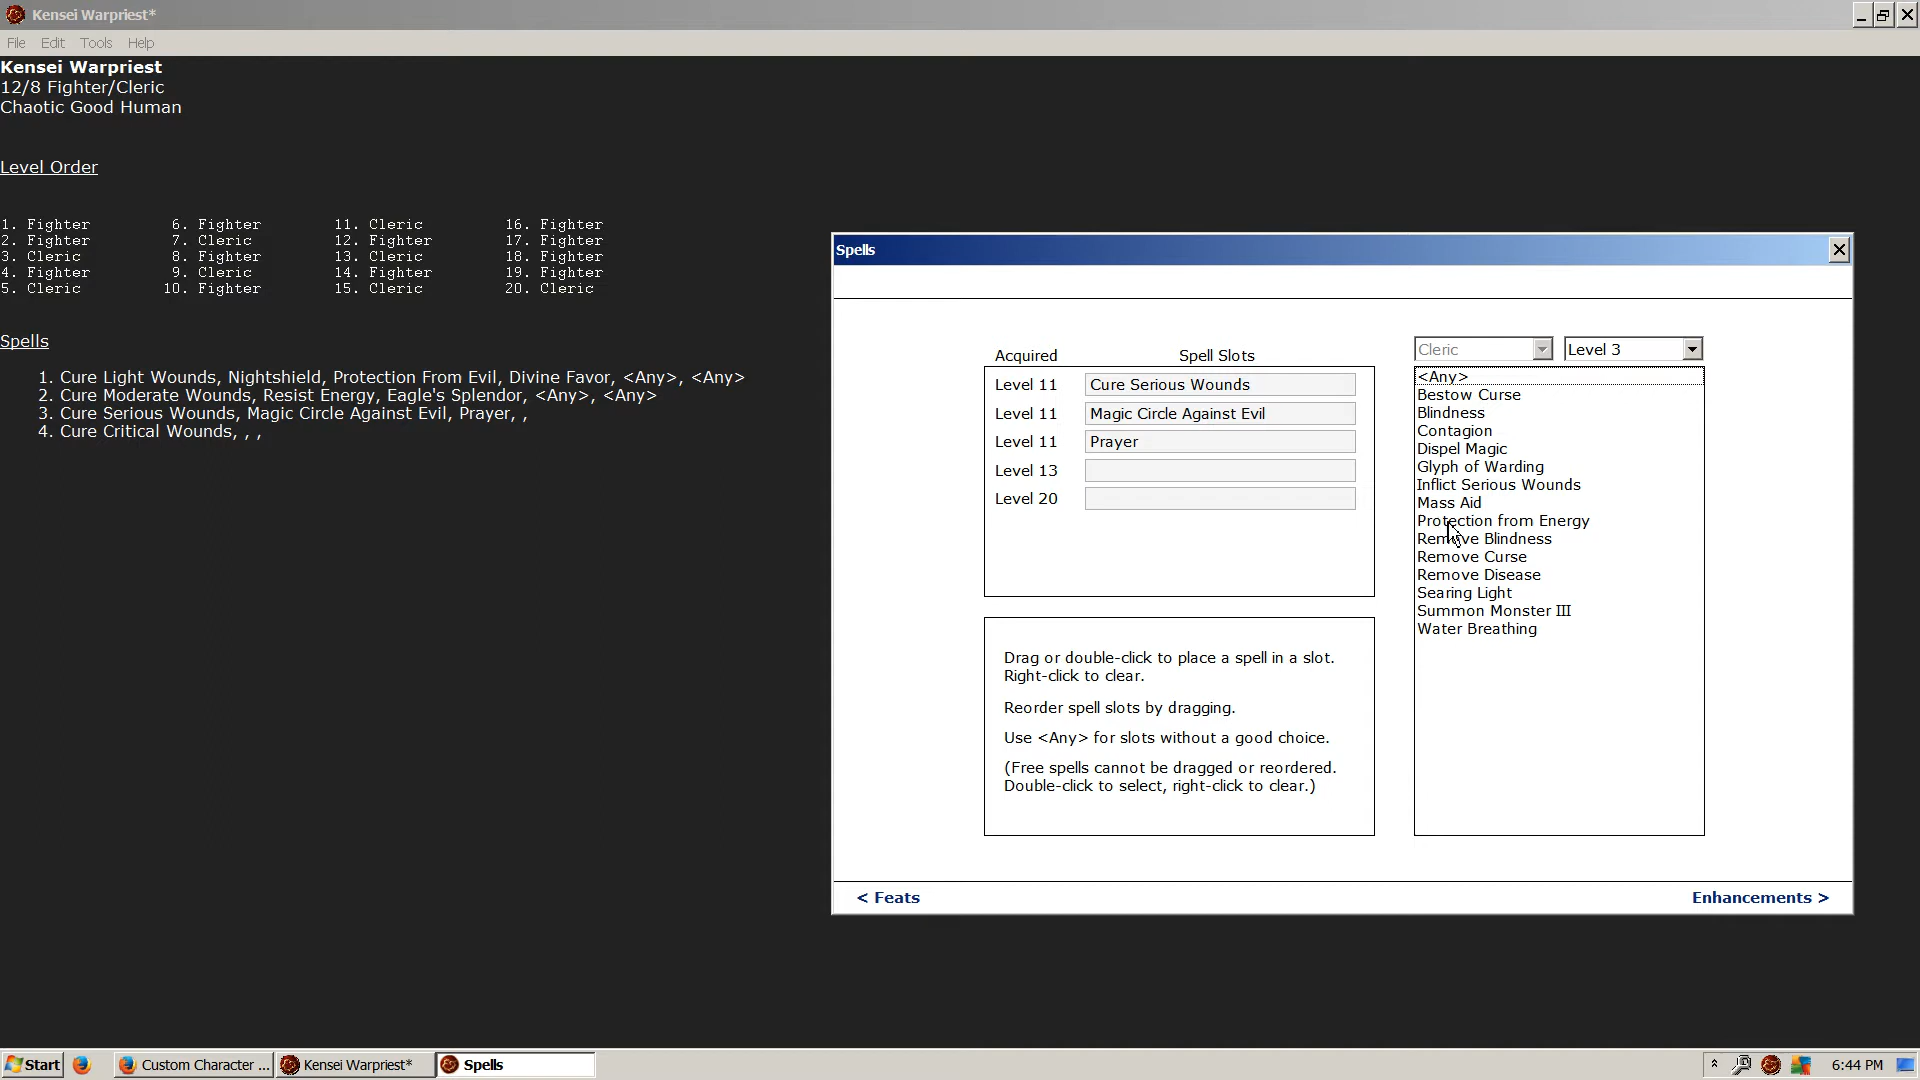 Kensei Warpriest*
File Edit Tools Help
Kensei Warpriest
12/8 Fighter/Cleric
Chaotic Good Human
Level Order
1. Fighter 6. Fighter 11. Cleric 16. Fighter
2. Fighter 7. Cleric 12. Fighter 17. Fighter
3. Cleric 8. Fighter 13. Cleric 18. Fighter
4. Fighter 9. Cleric 14. Fighter 19. Fighter
5. Cleric 10. Fighter 15. Cleric 20. Cleric
Spells
1. Cure Light Wounds, Nightshield, Protection From Evil, Divine Favor, <Any>, <Any>
2. Cure Moderate Wounds, Resist Energy, Eagle's Splendor, <Any>, <Any>
3. Cure Serious Wounds, Magic Circle Against Evil, Prayer, ,
4. Cure Critical Wounds, , ,
Spells
Acquired Spell Slots
Level 11 Cure Serious Wounds
Level 11 Magic Circle Against Evil
Level 11 Prayer
Level 13
Level 20
Drag or double-click to place a spell in a slot.
Right-click to clear.
Reorder spell slots by dragging.
Use <Any> for slots without a good choice.
(Free spells cannot be dragged or reordered.
Double-click to select, right-click to clear.)
Cleric Level 3
<Any>
Bestow Curse
Blindness
Contagion
Dispel Magic
Glyph of Warding
Inflict Serious Wounds
Mass Aid
Protection from Energy
Remove Blindness
Remove Curse
Remove Disease
Searing Light
Summon Monster III
Water Breathing
< Feats Enhancements >
Start Custom Character ... Kensei Warpriest* Spells 6:44 PM